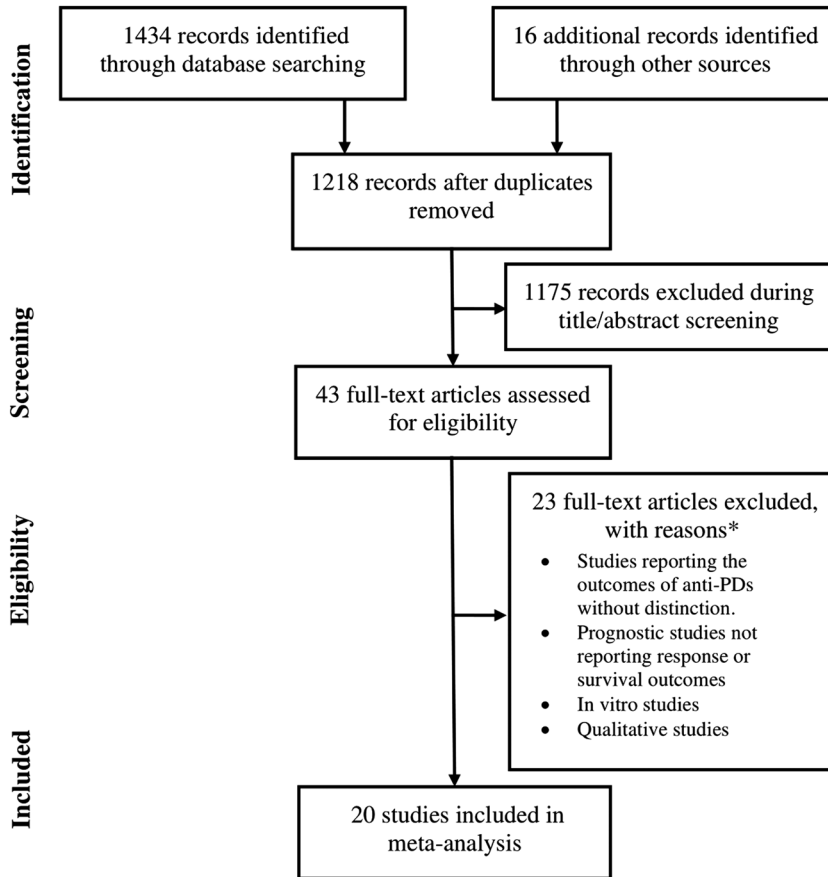 Identification
1434 records identified
through database searching
16 additional records identified
through other sources
1218 records after duplicates
removed
Screening
1175 records excluded during
title/abstract screening
43 full-text articles assessed
for eligibility
Eligibility
23 full-text articles excluded,
with reasons*
• Studies reporting the
outcomes of anti-PDs
without distinction.
• Prognostic studies not
reporting response or
survival outcomes
• In vitro studies
• Qualitative studies
Included
20 studies included in
meta-analysis